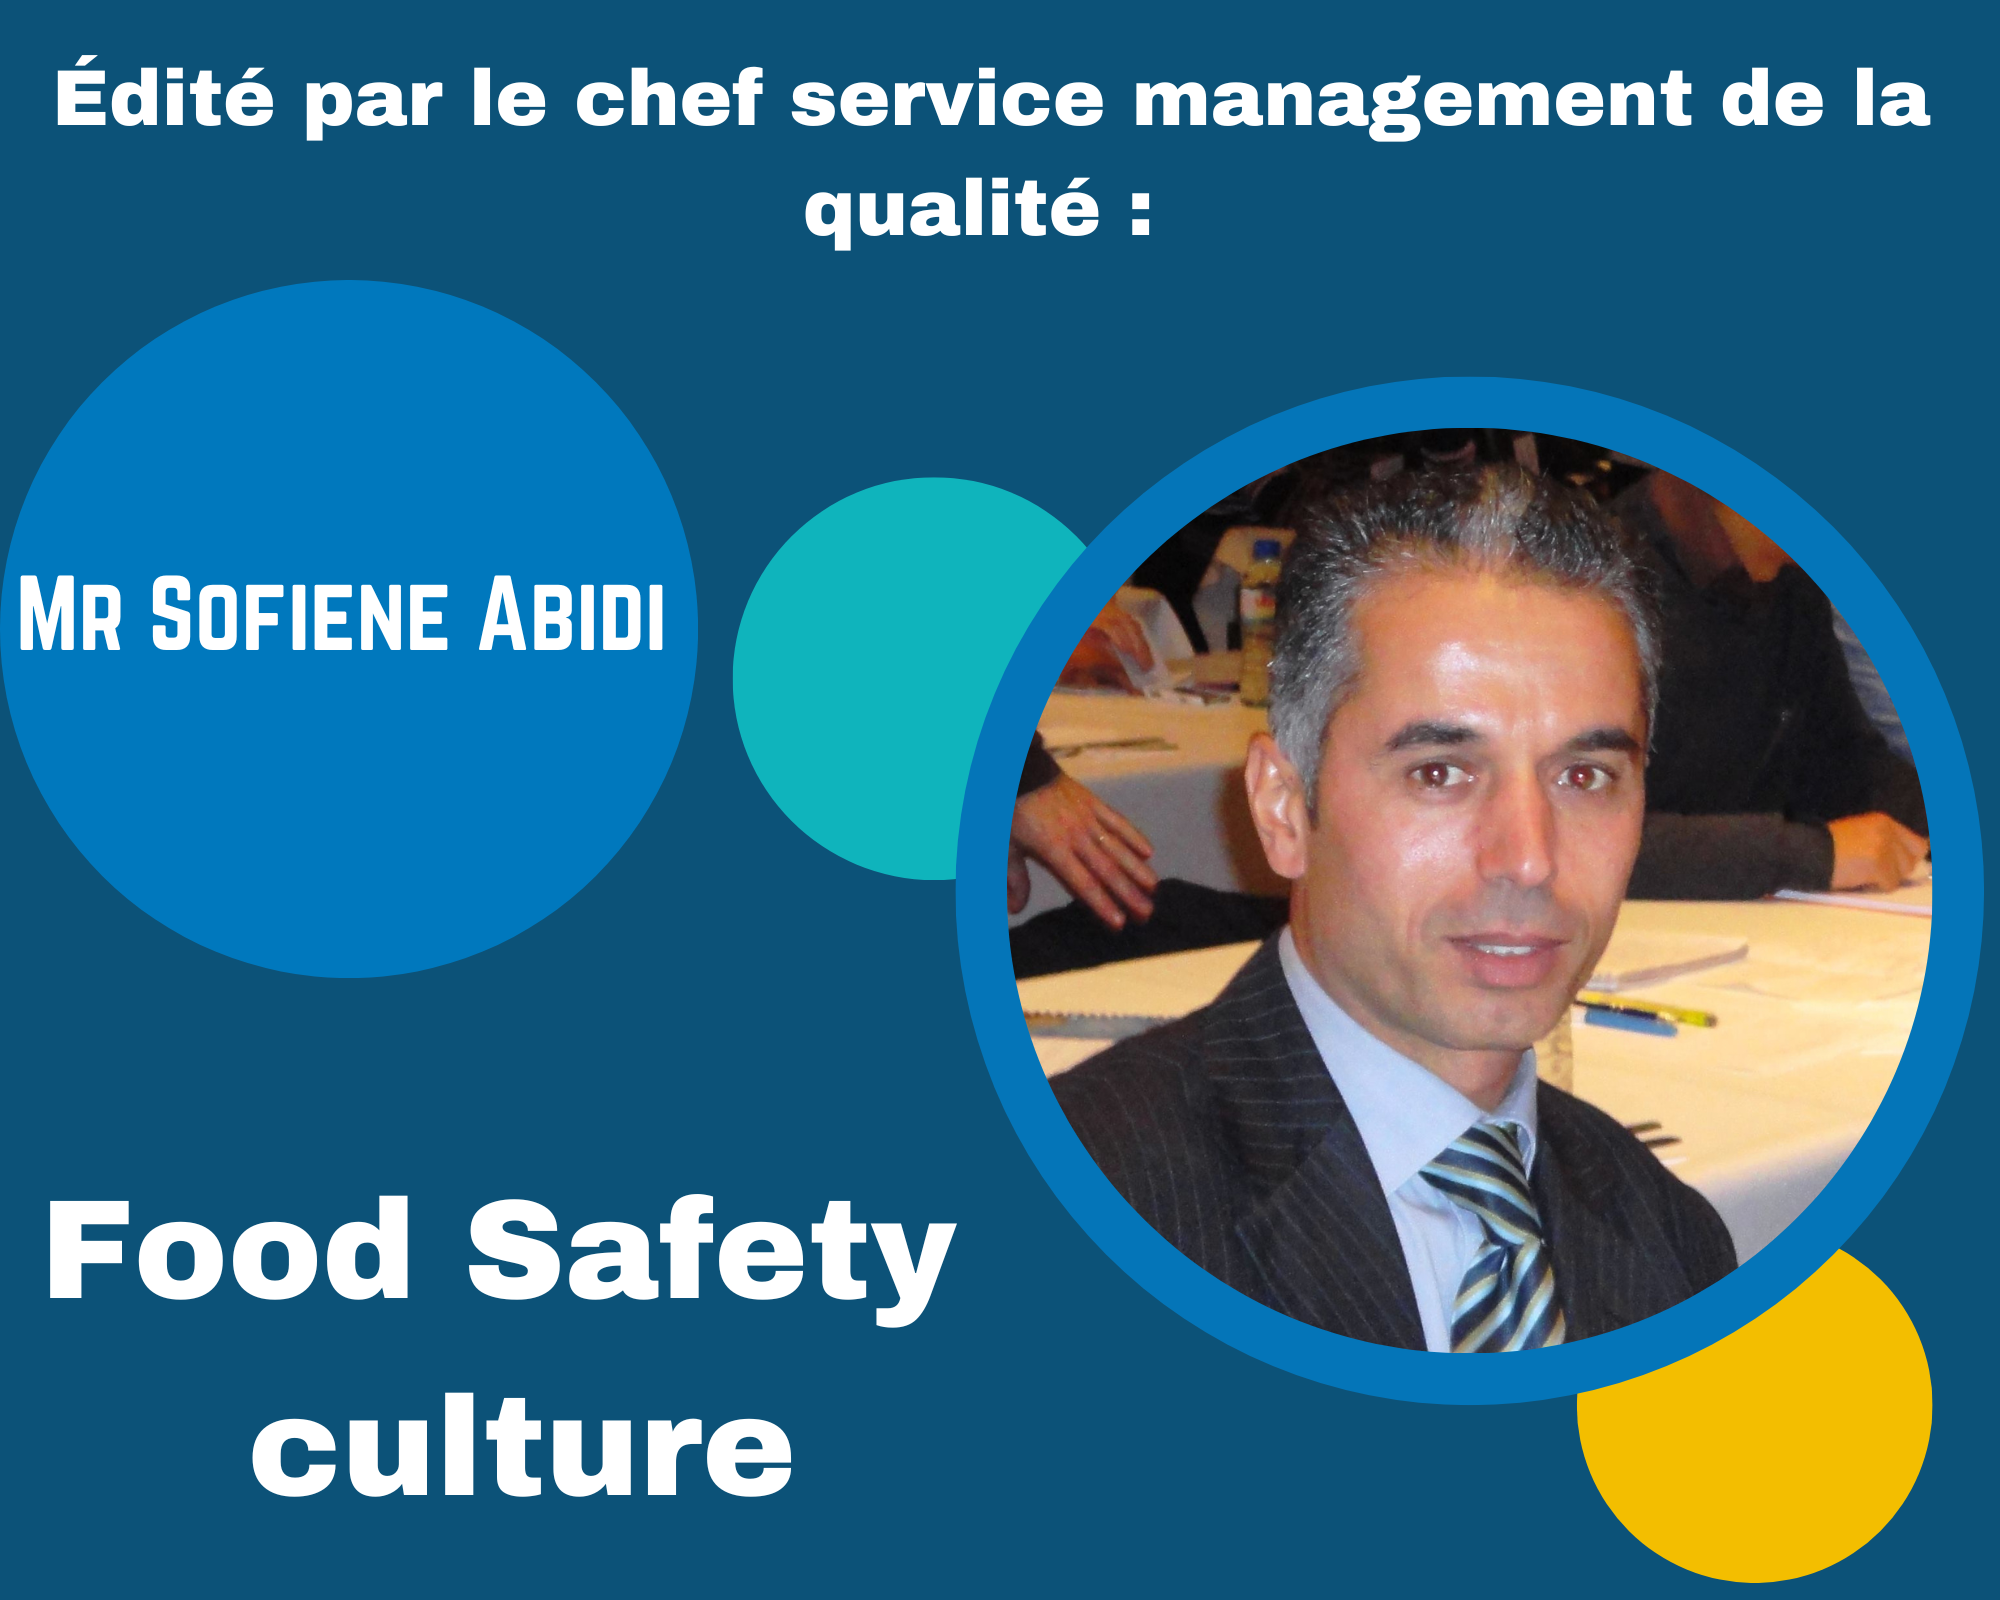 Édité par le chef service management de la
qualité :
Mr Sofiene Abidi
Food Safety
culture